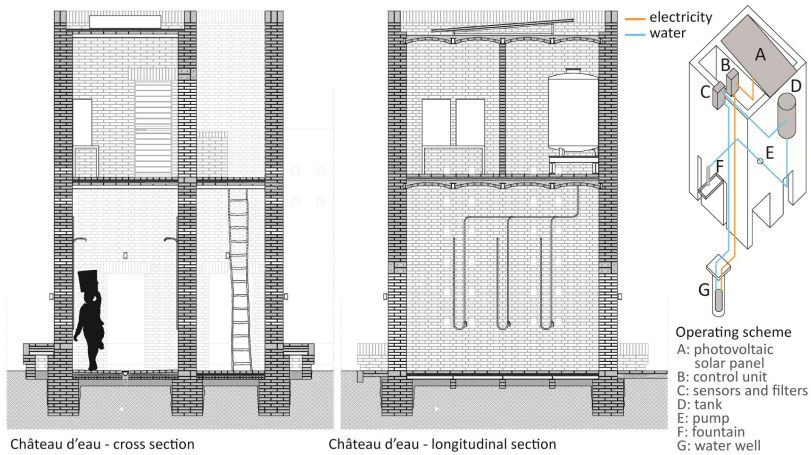 electricity
water
A
B
C
D
E
F
G
Operating scheme
A: photovoltaic
solar panel
B: control unit
C: sensors and filters
D: tank
E: pump
F: fountain
G: water well
Château d'eau - cross section
Château d'eau - longitudinal section